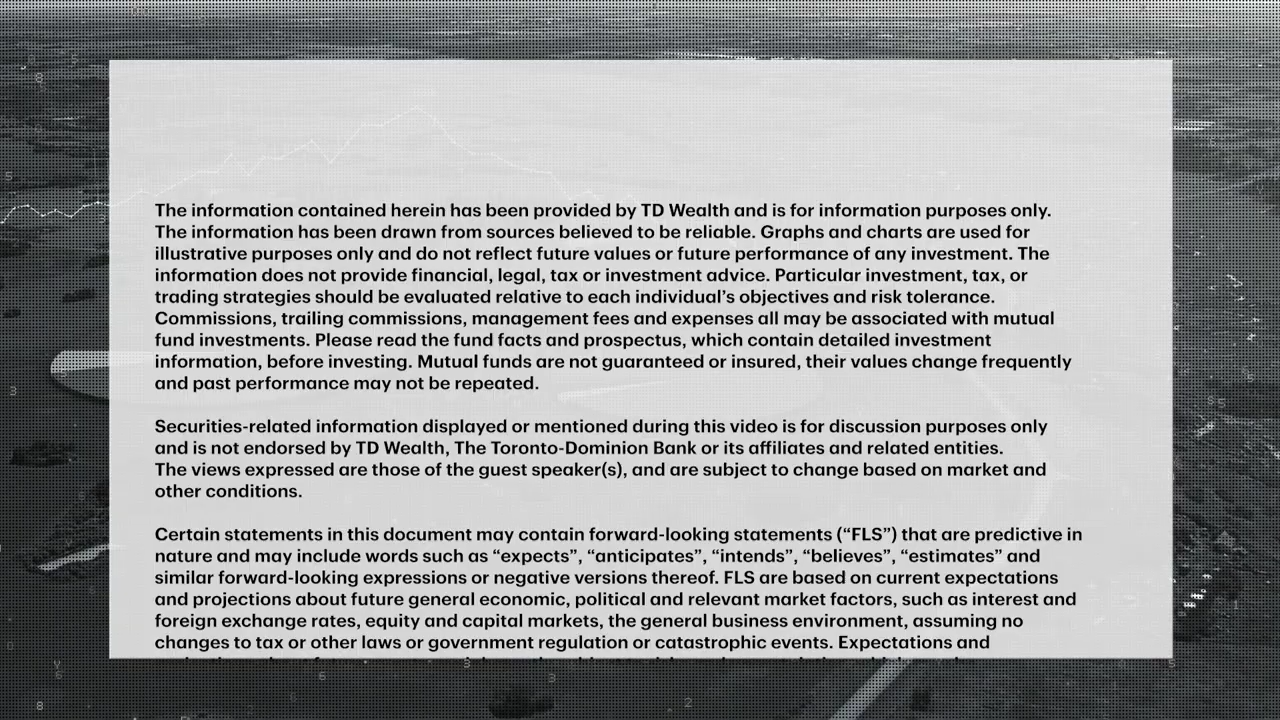 The information contained herein has been provided by TD Wealth and is for information purposes only.
The information has been drawn from sources believed to be reliable. Graphs and charts are used for
illustrative purposes only and do not reflect future values or future performance of any investment. The
information does not provide financial, legal, tax or investment advice. Particular investment, tax, or
trading strategies should be evaluated relative to each individual’s objectives and risk tolerance.
Commissions, trailing commissions, management fees and expenses all may be associated with mutual
fund investments. Please read the fund facts and prospectus, which contain detailed investment
information, before investing. Mutual funds are not guaranteed or insured, their values change frequently
and past performance may not be repeated.
Securities-related information displayed or mentioned during this video is for discussion purposes only
and is not endorsed by TD Wealth, The Toronto-Dominion Bank or its affiliates and related entities.
The views expressed are those of the guest speaker(s), and are subject to change based on market and
other conditions.
Certain statements in this document may contain forward-looking statements (“FLS”) that are predictive in
nature and may include words such as “expects”, “anticipates”, “intends”, “believes”, “estimates” and
similar forward-looking expressions or negative versions thereof. FLS are based on current expectations
and projections about future general economic, political and relevant market factors, such as interest and
foreign exchange rates, equity and capital markets, the general business environment, assuming no
changes to tax or other laws or government regulation or catastrophic events. Expectations and